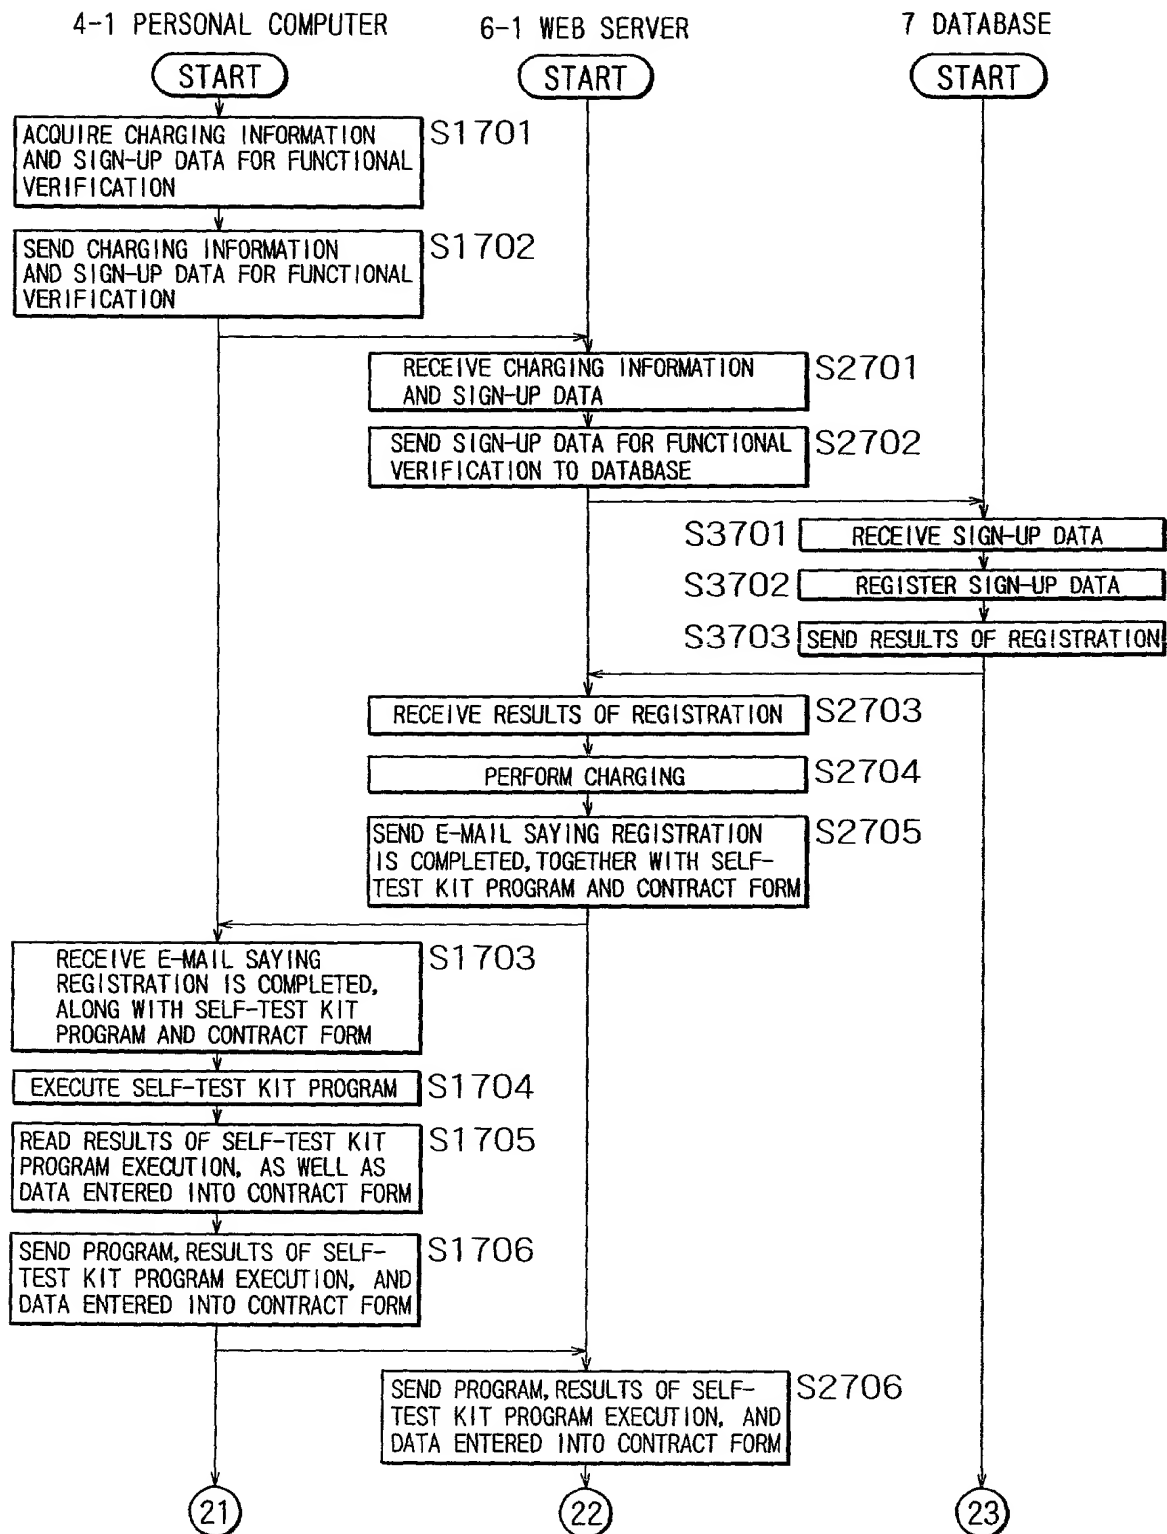 4-1 PERSONAL COMPUTER
6-1 WEB SERVER
7 DATABASE
START
START
START
ACQUIRE CHARGING INFORMATION
AND SIGN-UP DATA FOR FUNCTIONAL
VERIFICATION
S1701
SEND CHARGING INFORMATION
AND SIGN-UP DATA FOR FUNCTIONAL
VERIFICATION
S1702
RECEIVE CHARGING INFORMATION
AND SIGN-UP DATA
S2701
SEND SIGN-UP DATA FOR FUNCTIONAL
VERIFICATION TO DATABASE
S2702
S3701
RECEIVE SIGN-UP DATA
S3702
REGISTER SIGN-UP DATA
S3703
SEND RESULTS OF REGISTRATION
RECEIVE RESULTS OF REGISTRATION
S2703
PERFORM CHARGING
S2704
SEND E-MAIL SAYING REGISTRATION
IS COMPLETED, TOGETHER WITH SELF-
TEST KIT PROGRAM AND CONTRACT FORM
S2705
RECEIVE E-MAIL SAYING
REGISTRATION IS COMPLETED,
ALONG WITH SELF-TEST KIT
PROGRAM AND CONTRACT FORM
S1703
EXECUTE SELF-TEST KIT PROGRAM
S1704
READ RESULTS OF SELF-TEST KIT
PROGRAM EXECUTION, AS WELL AS
DATA ENTERED INTO CONTRACT FORM
S1705
SEND PROGRAM, RESULTS OF SELF-
TEST KIT PROGRAM EXECUTION, AND
DATA ENTERED INTO CONTRACT FORM
S1706
SEND PROGRAM, RESULTS OF SELF-
TEST KIT PROGRAM EXECUTION, AND
DATA ENTERED INTO CONTRACT FORM
S2706
21
22
23